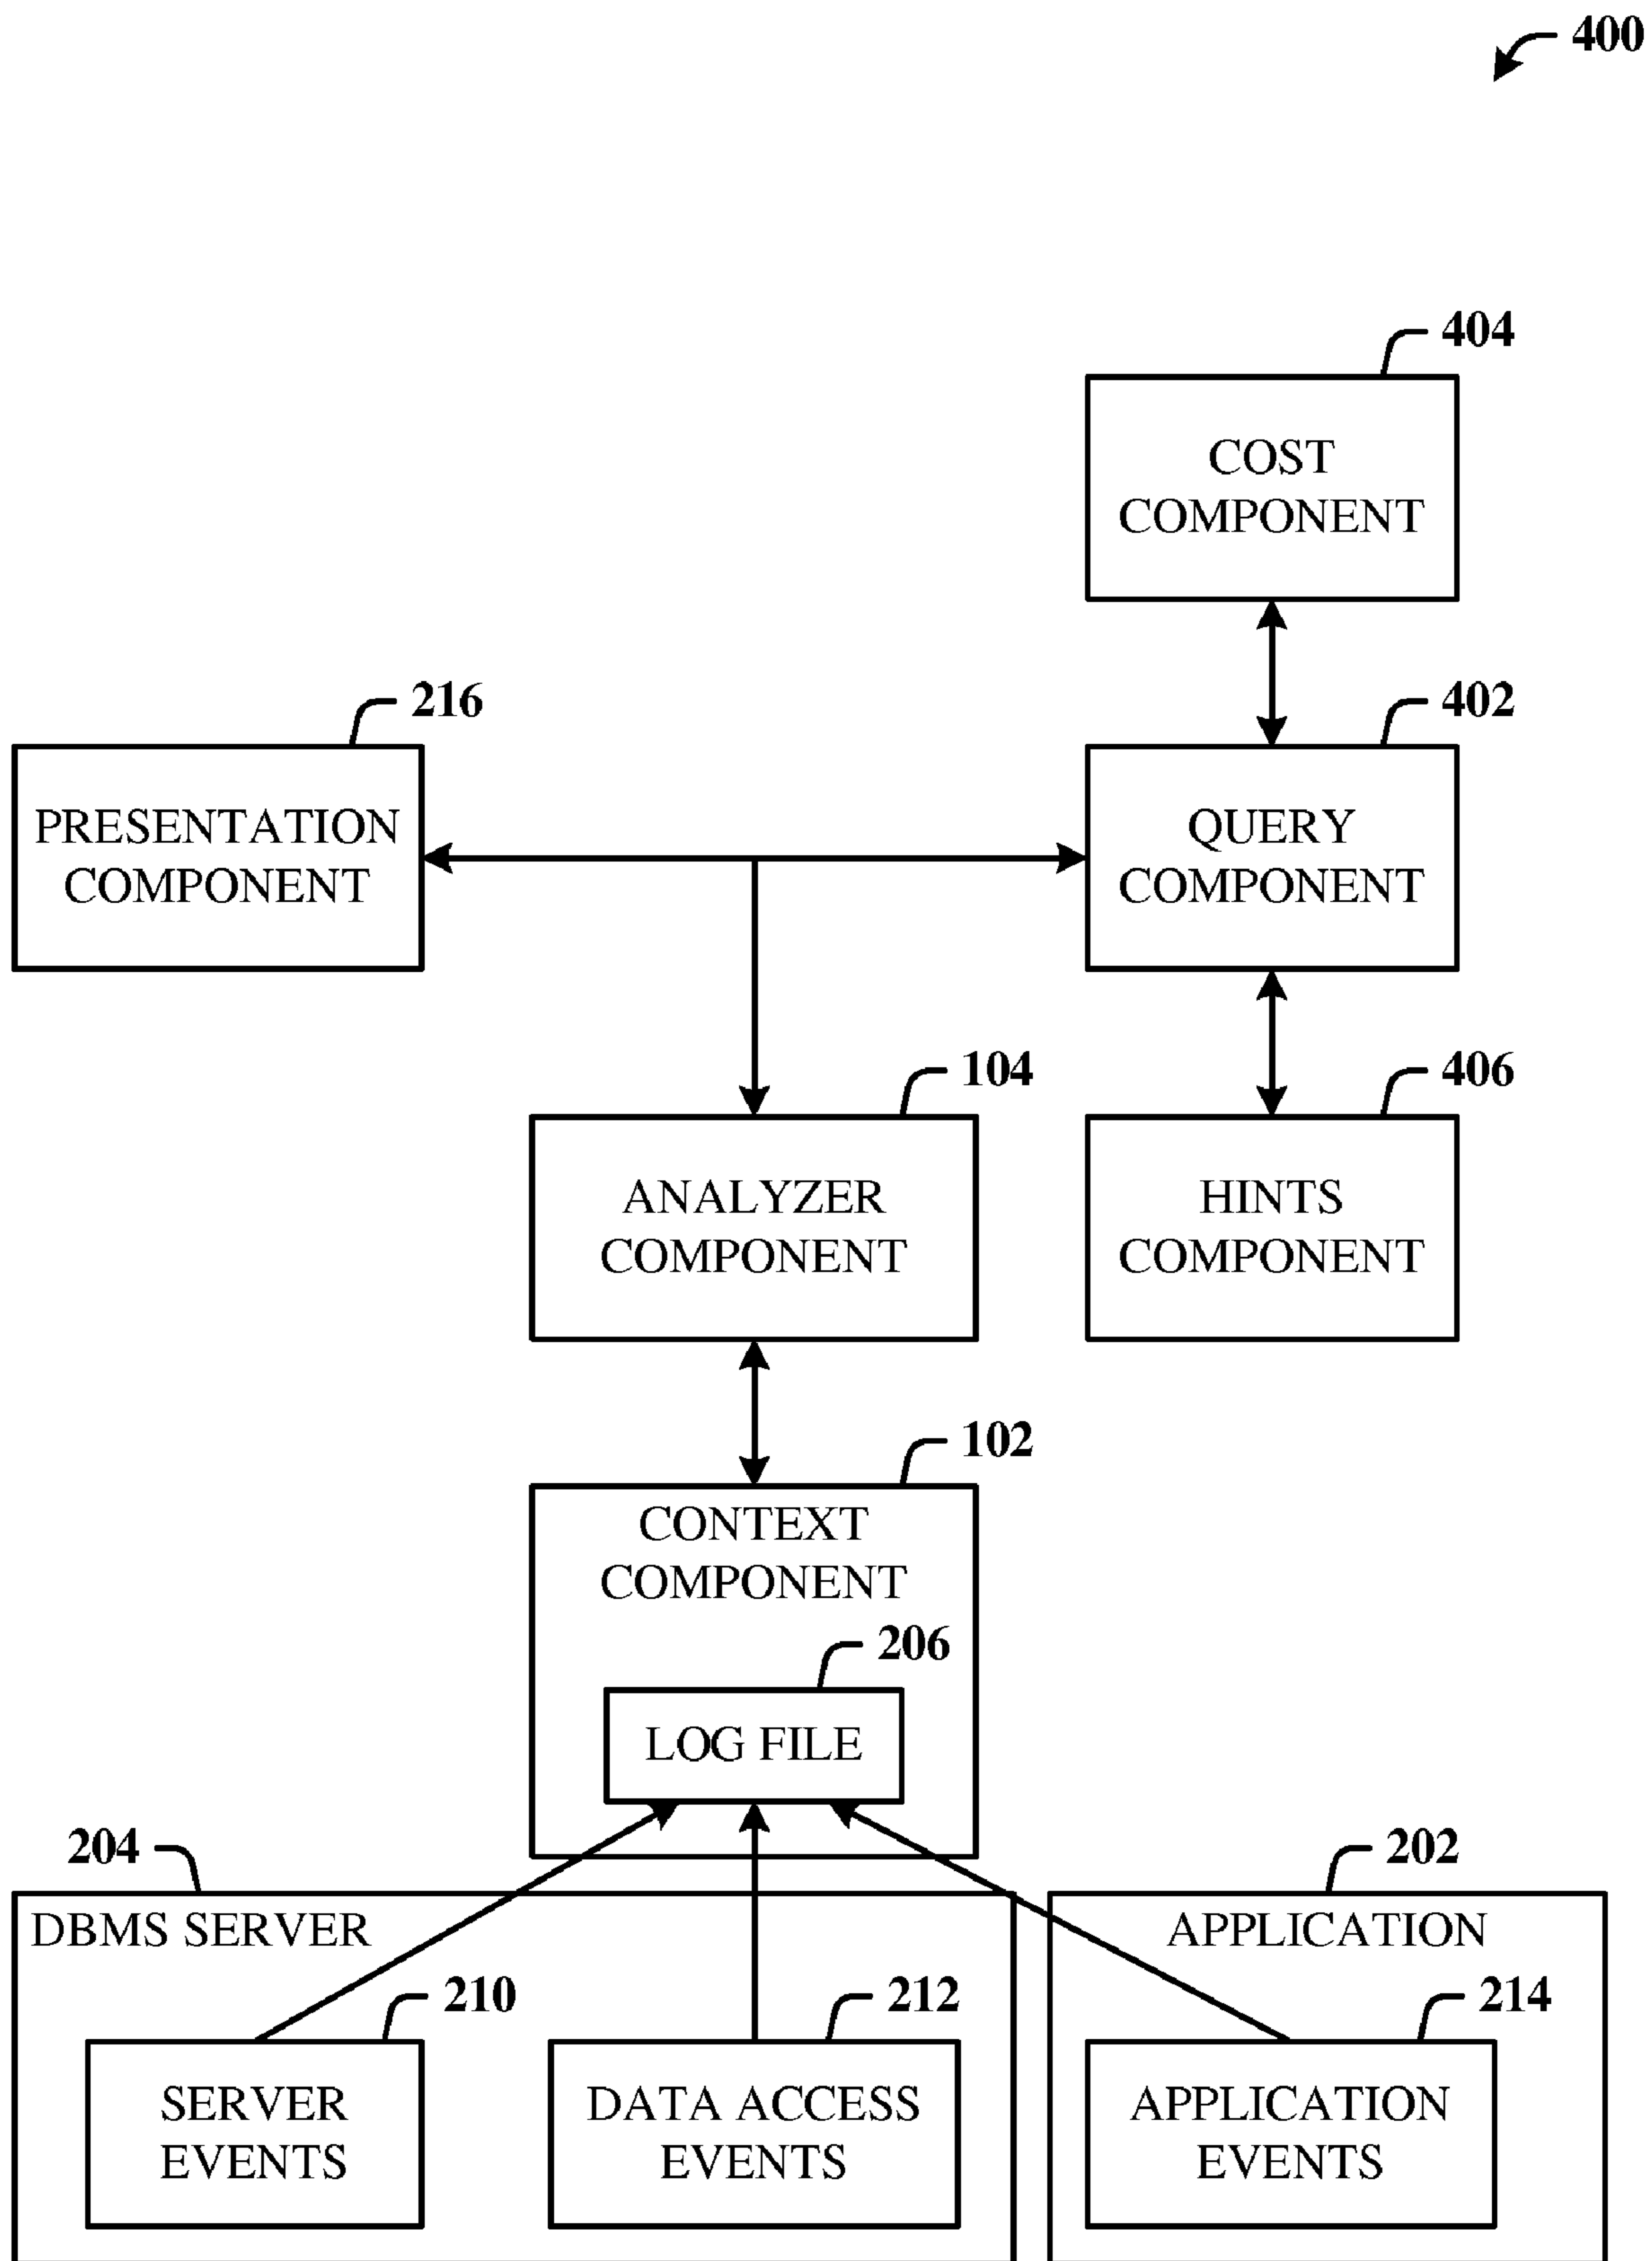 400
404
COST
COMPONENT
216
402
PRESENTATION
COMPONENT
QUERY
COMPONENT
104
406
ANALYZER
COMPONENT
HINTS
COMPONENT
102
CONTEXT
COMPONENT
206
LOG FILE
204
202
DBMS SERVER
APPLICATION
210
212
214
SERVER
EVENTS
DATA ACCESS
EVENTS
APPLICATION
EVENTS